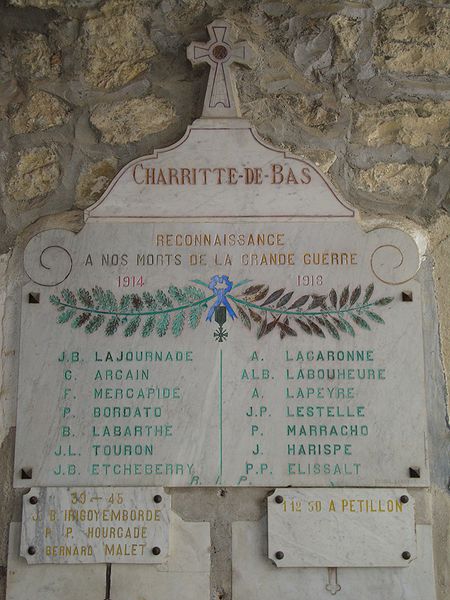 CHARRITTE-DE-BAS
RECONNAISSANCE
A NOS MORTS DE LA GRANDE GUERRE
1914 1918
J.B. LAJOURNADE
G. ARCAIN
F. MERCAPIDE
P. BORDATO
B. LABARTHE
J.L. TOURON
J.B. ETCHEBERRY
A. LAGARONNE
ALB. LABOUHEURE
A. LAPEYRE
J.P. LESTELLE
P. MARRACHO
J. HARISPE
P.P. ELISSALT
R. I. P.
39-45
J. B IRIGOYEMBORDE
P. P. HOURCADE
BERNARD MALET
A PETILLON